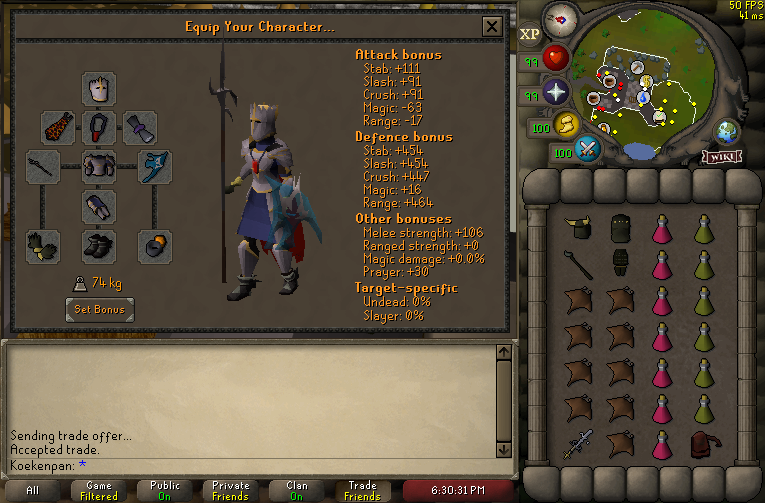 Equip Your Character...
50 FPS
41 ms
XP
99
99
100
100
WIKI
Attack bonus
Stab: +111
Slash: +91
Crush: +91
Magic: -63
Range: -17
Defence bonus
Stab: +454
Slash: +454
Crush: +447
Magic: +16
Range: +464
Other bonuses
Melee strength: +106
Ranged strength: +0
Magic damage: +0.0%
Prayer: +30
Target-specific
Undead: 0%
Slayer: 0%
74 kg
Set Bonus
Sending trade offer...
Accepted trade.
Koekenpan: *
All
Game
Filtered
Public
On
Private
Friends
Clan
On
Trade
Friends
6:30:31 PM